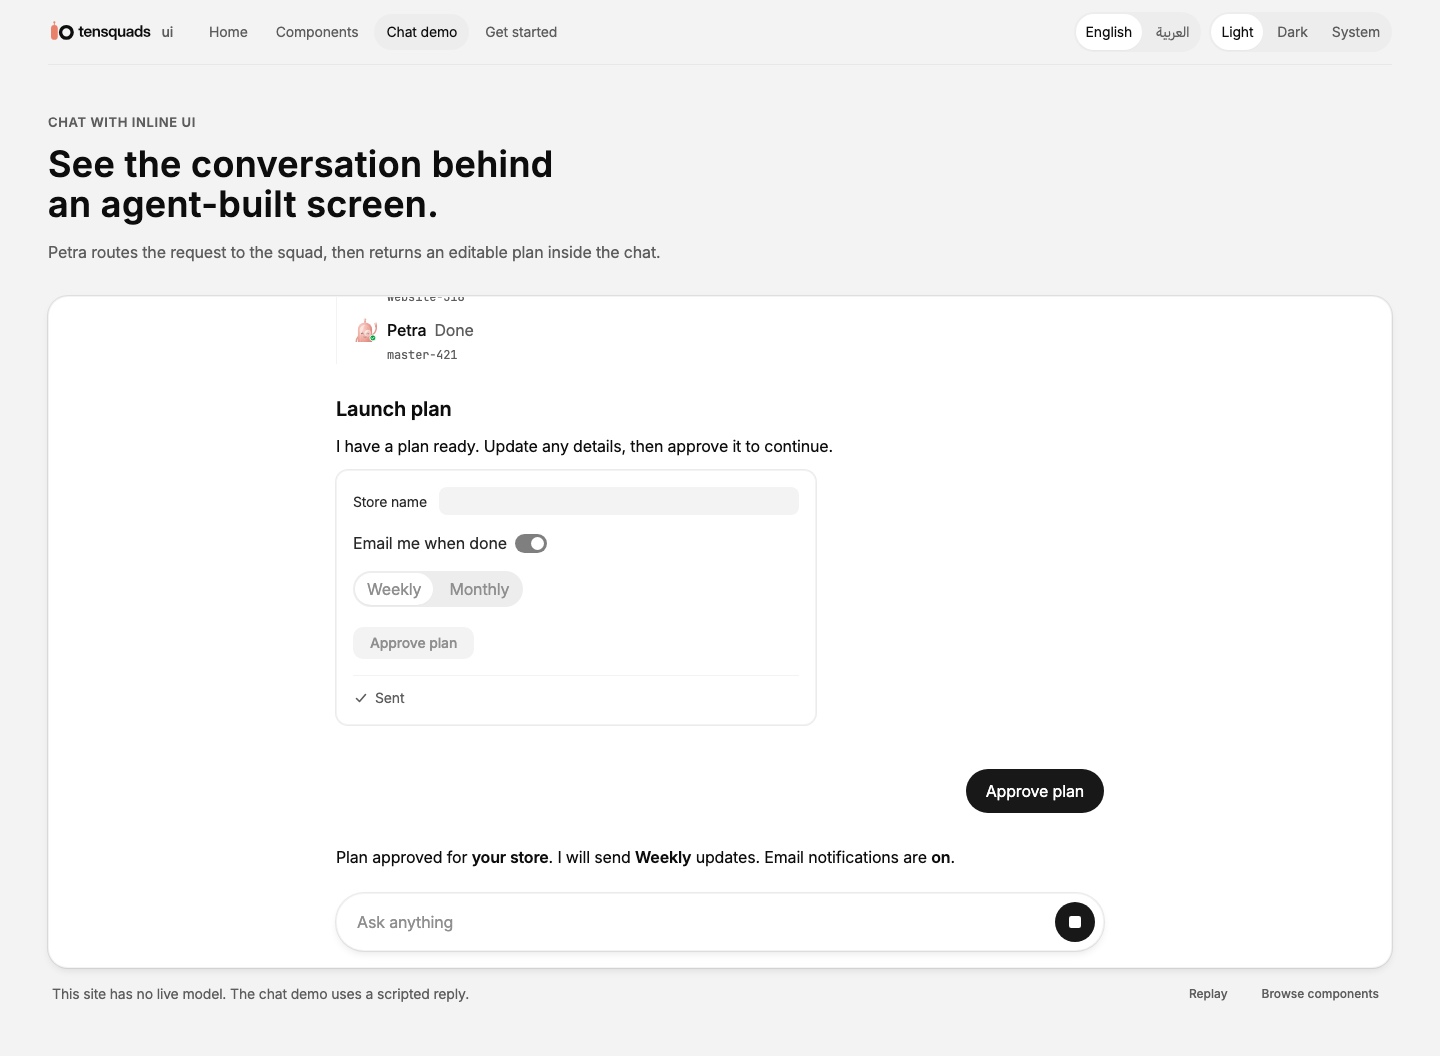 tensquads ui
Home
Components
Chat demo
Get started
English
العربية
Light
Dark
System
CHAT WITH INLINE UI
See the conversation behind
an agent-built screen.
Petra routes the request to the squad, then returns an editable plan inside the chat.
Petra Done
master-421
Launch plan
I have a plan ready. Update any details, then approve it to continue.
Store name
Email me when done
Weekly
Monthly
Approve plan
Sent
Approve plan
Plan approved for your store. I will send Weekly updates. Email notifications are on.
Ask anything
This site has no live model. The chat demo uses a scripted reply.
Replay
Browse components